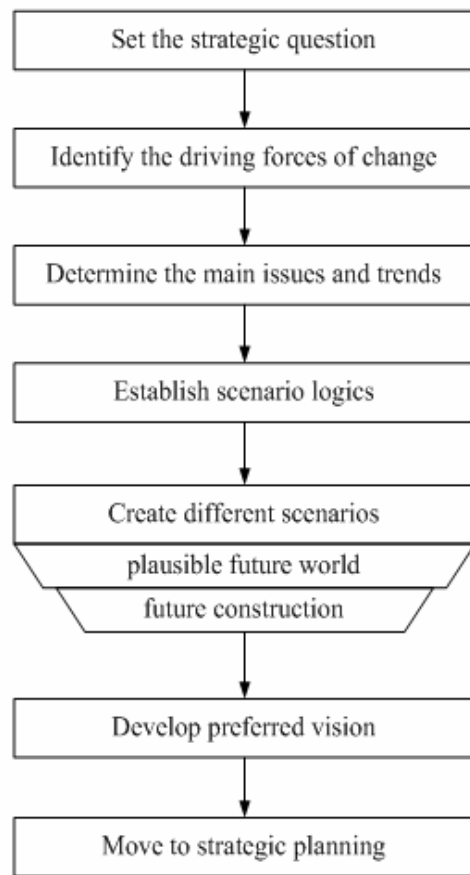 Set the strategic question
Identify the driving forces of change
Determine the main issues and trends
Establish scenario logics
Create different scenarios
plausible future world
future construction
Develop preferred vision
Move to strategic planning